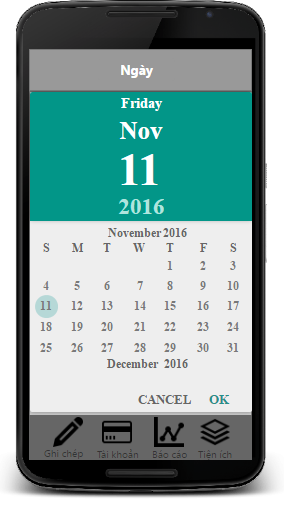 Ngày
Friday
Nov
11
2016
November 2016
S M T W T F S
1 2 3
4 5 6 7 8 9 10
11 12 13 14 15 16 17
18 19 20 21 22 23 24
25 26 27 28 29 30 31
December 2016
CANCEL OK
Ghi chép Tài khoản Báo cáo Tiện ích